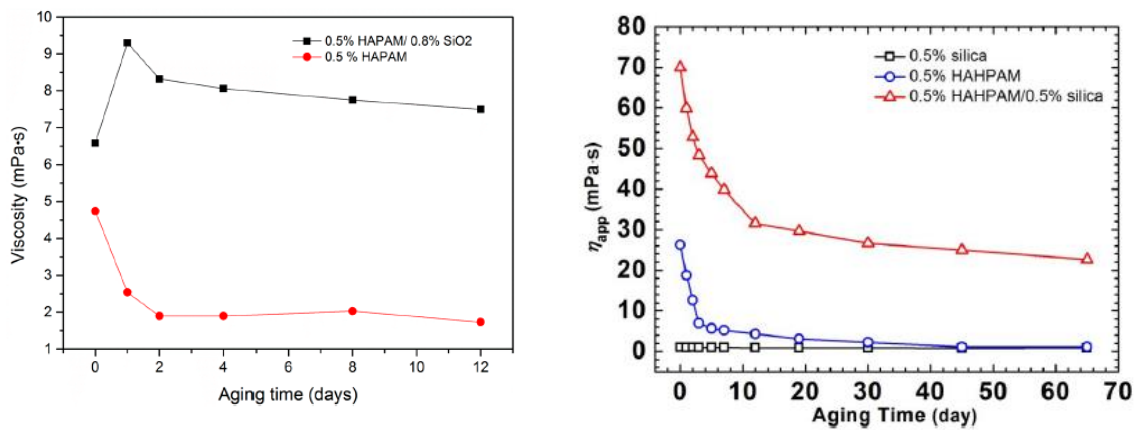 10
9
8
7
6
5
4
3
2
1
Viscosity (mPa·s)
0.5% HAPAM/ 0.8% SiO2
0.5 % HAPAM
0 2 4 6 8 10 12
Aging time (days)
80
70
60
50
40
30
20
10
0
ηapp (mPa·s)
0.5% silica
0.5% HAHPAM
0.5% HAHPAM/0.5% silica
0 10 20 30 40 50 60 70
Aging Time (day)